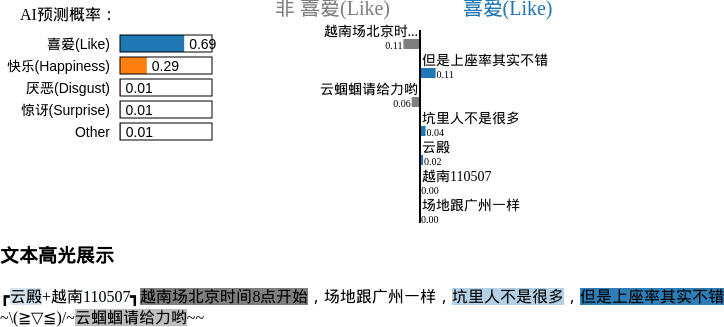 AI预测概率：
喜爱(Like) 0.69
快乐(Happiness) 0.29
厌恶(Disgust) 0.01
惊讶(Surprise) 0.01
Other 0.01
非 喜爱(Like) 喜爱(Like)
越南场北京时...
0.11
但是上座率其实不错
0.11
云蝈蝈请给力哟
0.06
坑里人不是很多
0.04
云殿
0.02
越南110507
0.00
场地跟广州一样
0.00
文本高光展示
┏云殿+越南110507┓越南场北京时间8点开始，场地跟广州一样，坑里人不是很多，但是上座率其实不错
~\(≧▽≦)/~云蝈蝈请给力哟~~